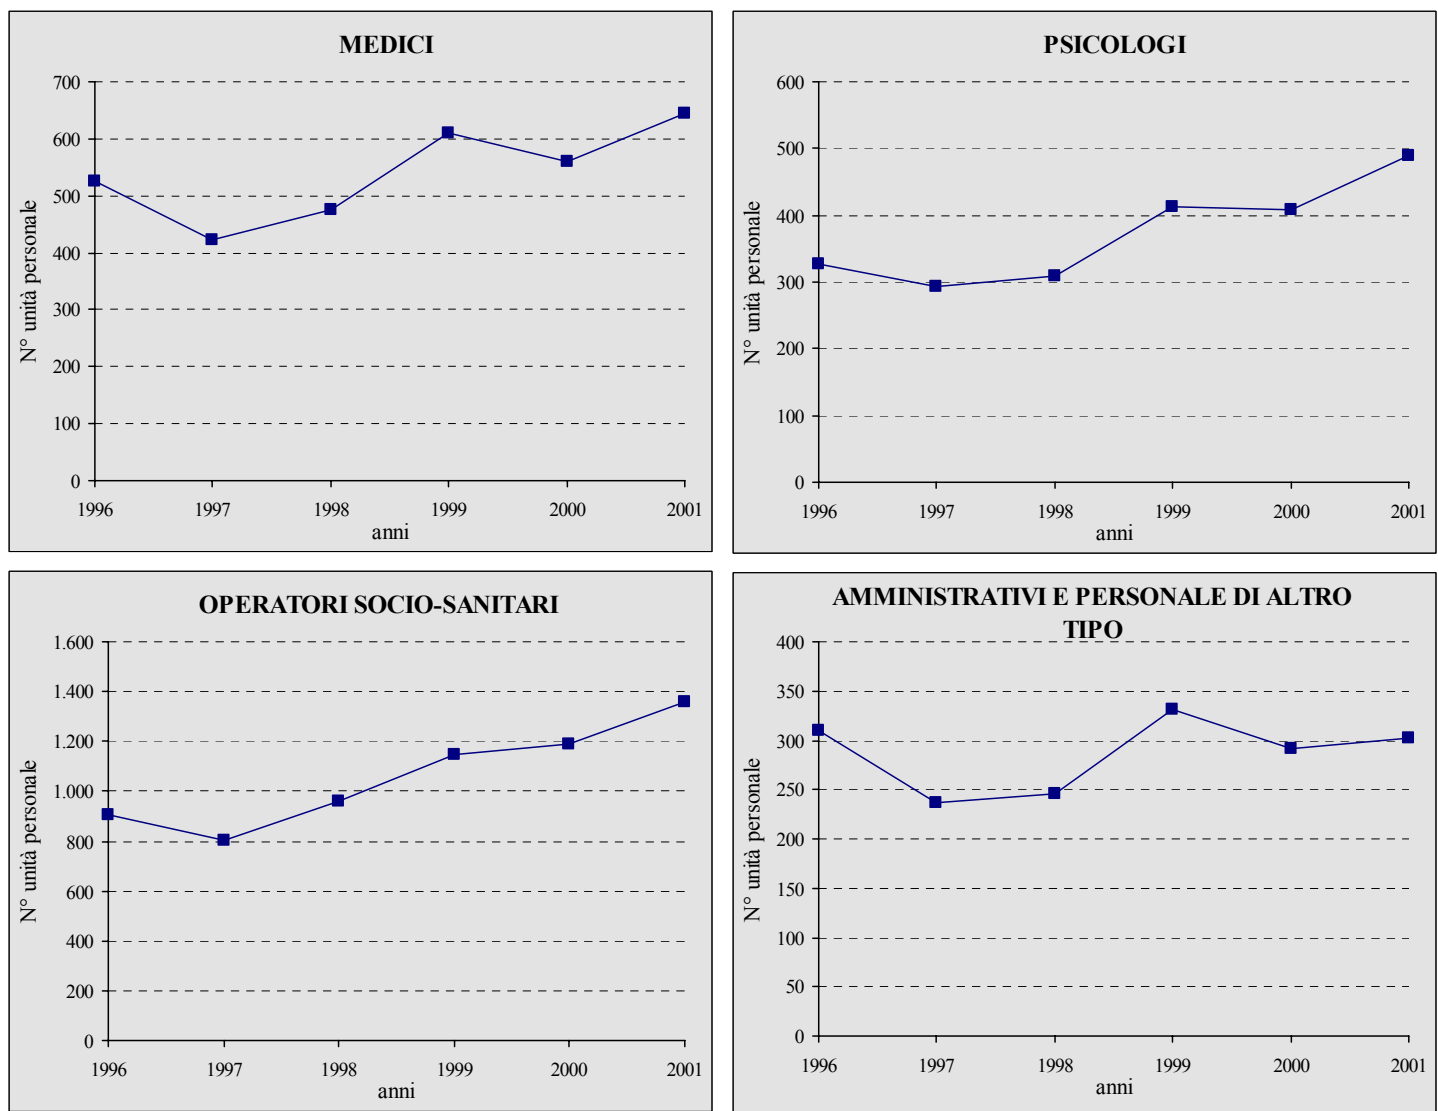 MEDICI
N° unità personale
700
600
500
400
300
200
100
0
1996 1997 1998 1999 2000 2001
anni
PSICOLOGI
N° unità personale
600
500
400
300
200
100
0
1996 1997 1998 1999 2000 2001
anni
OPERATORI SOCIO-SANITARI
N° unità personale
1.600
1.400
1.200
1.000
800
600
400
200
0
1996 1997 1998 1999 2000 2001
anni
AMMINISTRATIVI E PERSONALE DI ALTRO
TIPO
N° unità personale
400
350
300
250
200
150
100
50
0
1996 1997 1998 1999 2000 2001
anni